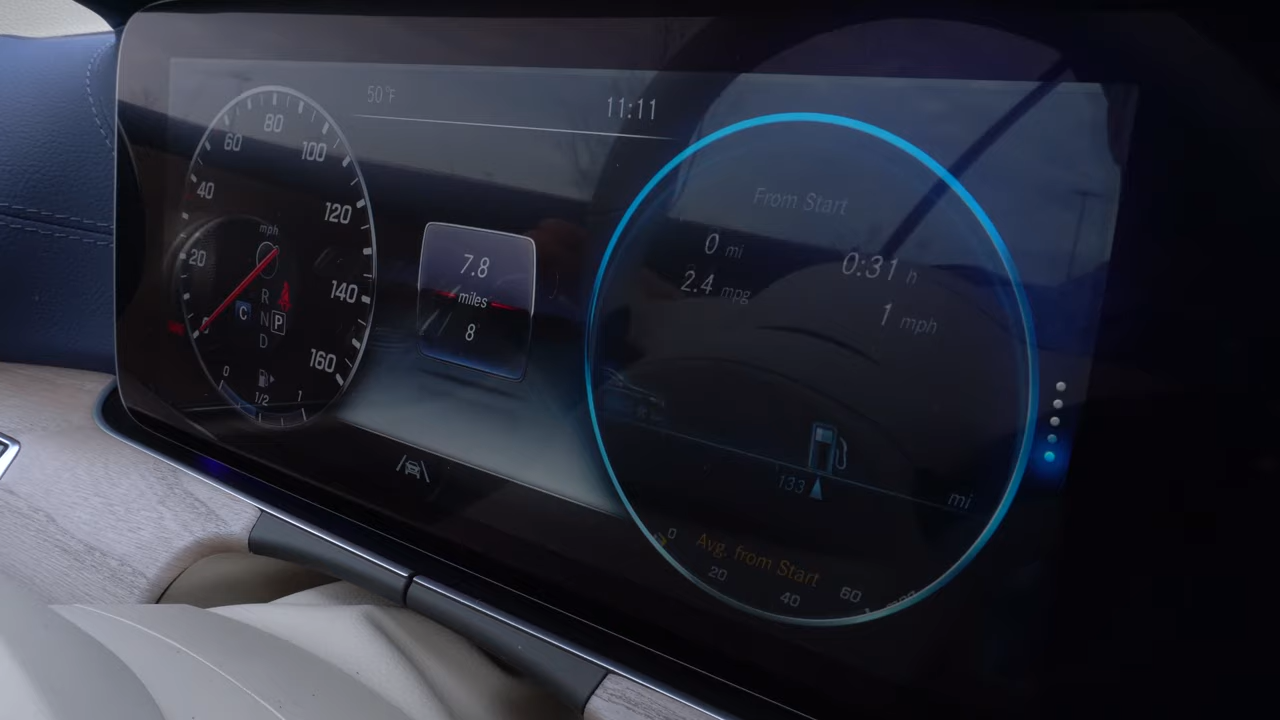 50°F
11:11
20
40
60
80
100
120
140
160
mph
R
C N P
D
0 1/2 1
7.8
miles
8
From Start
0 mi 0:31 h
2.4 mpg 1 mph
133
mi
Avg. from Start
0 20 40 60